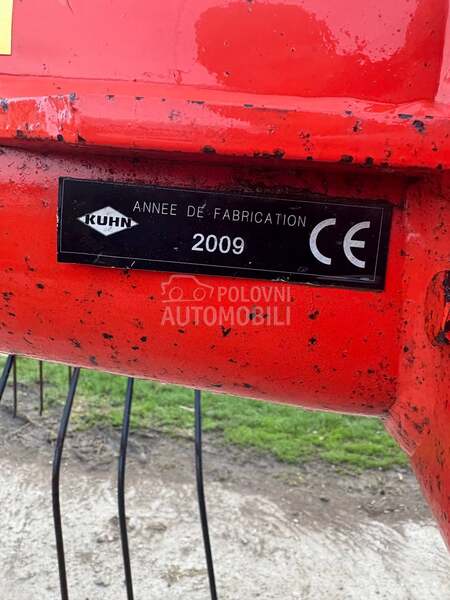 KUHN
ANNEE DE FABRICATION
2009
CE
POLOVNI
AUTOMOBILI